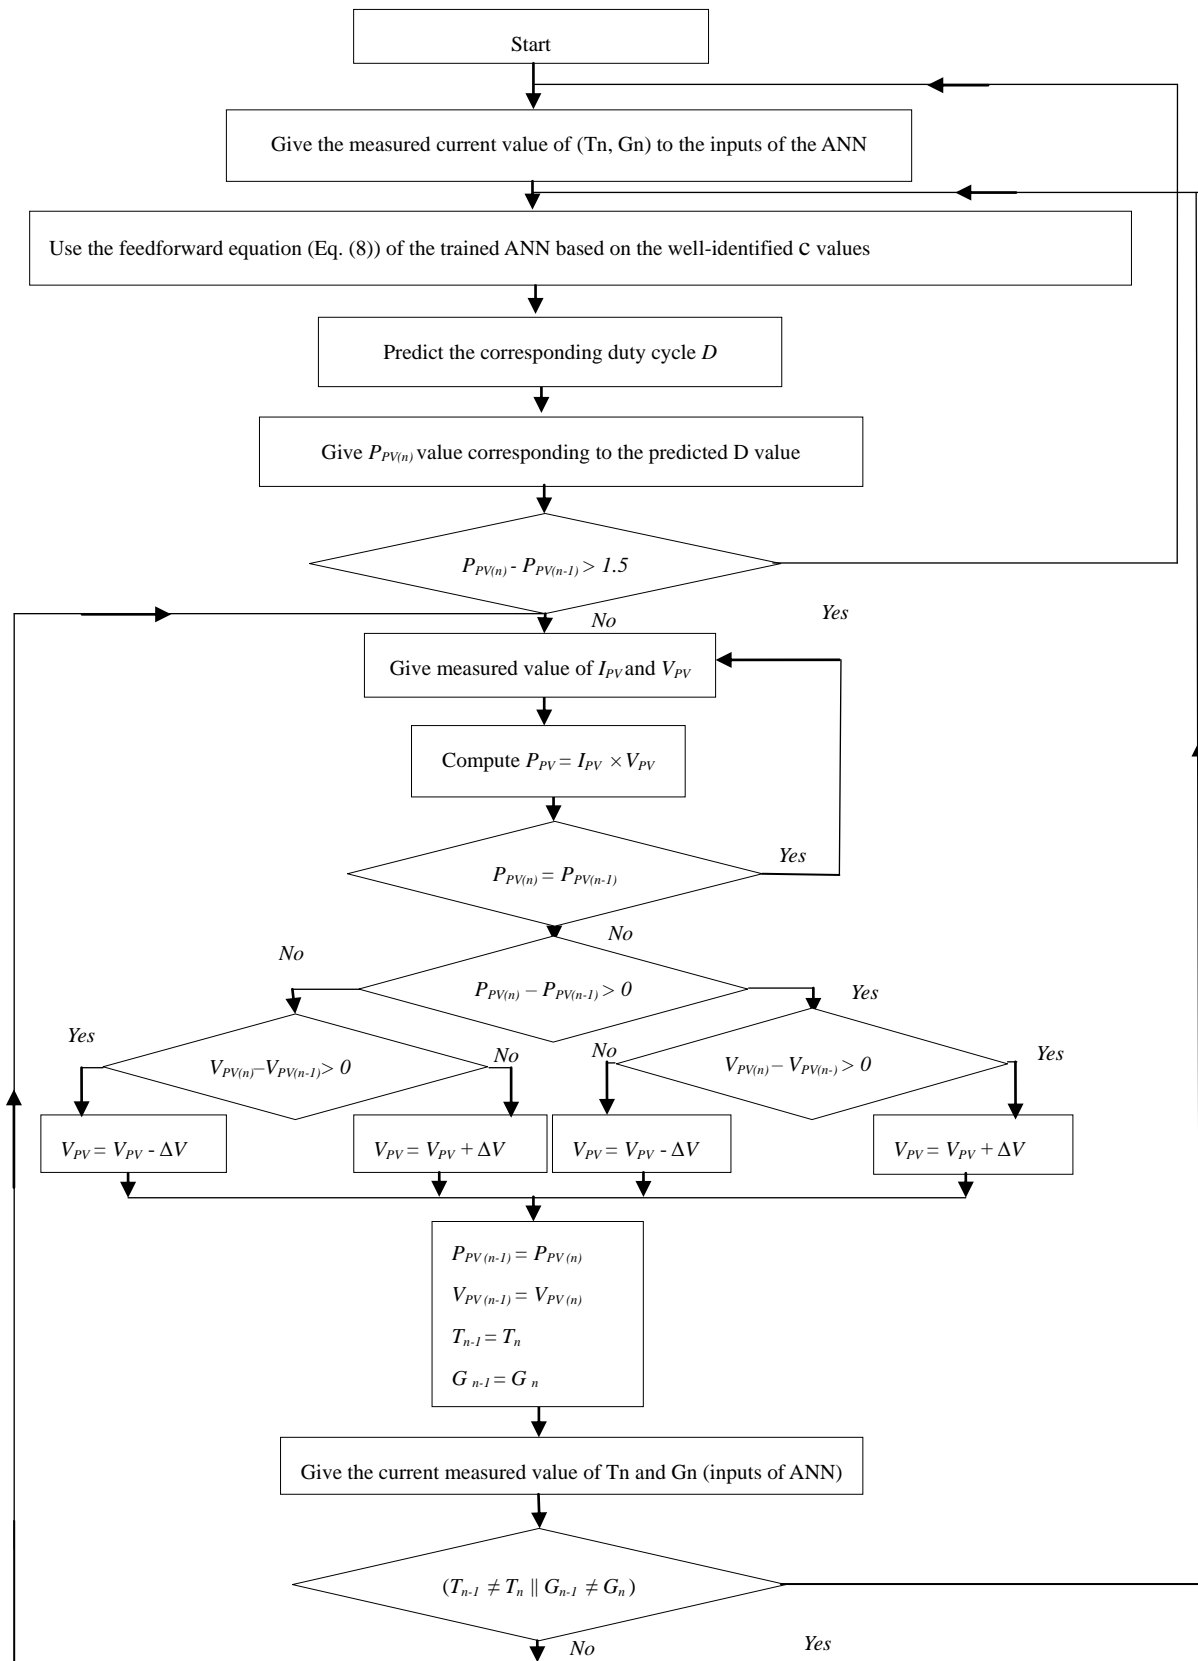 Start
Give the measured current value of (Tn, Gn) to the inputs of the ANN
Use the feedforward equation (Eq. (8)) of the trained ANN based on the well-identified c values
Predict the corresponding duty cycle D
Give PPV(n) value corresponding to the predicted D value
PPV(n) - PPV(n-1) > 1.5
No
Yes
Give measured value of IPV and VPV
Compute PPV = IPV × VPV
Yes
PPV(n) = PPV(n-1)
No
No
PPV(n) – PPV(n-1) > 0
Yes
Yes
VPV(n)–VPV(n-1) > 0
No
No
VPV(n) – VPV(n-) > 0
Yes
VPV = VPV - ΔV
VPV = VPV + ΔV
VPV = VPV - ΔV
VPV = VPV + ΔV
PPV(n-1) = PPV(n)
VPV(n-1) = VPV(n)
Tn-1 = Tn
G n-1 = G n
Give the current measured value of Tn and Gn (inputs of ANN)
(Tn-1 ≠ Tn || Gn-1 ≠ Gn)
No
Yes